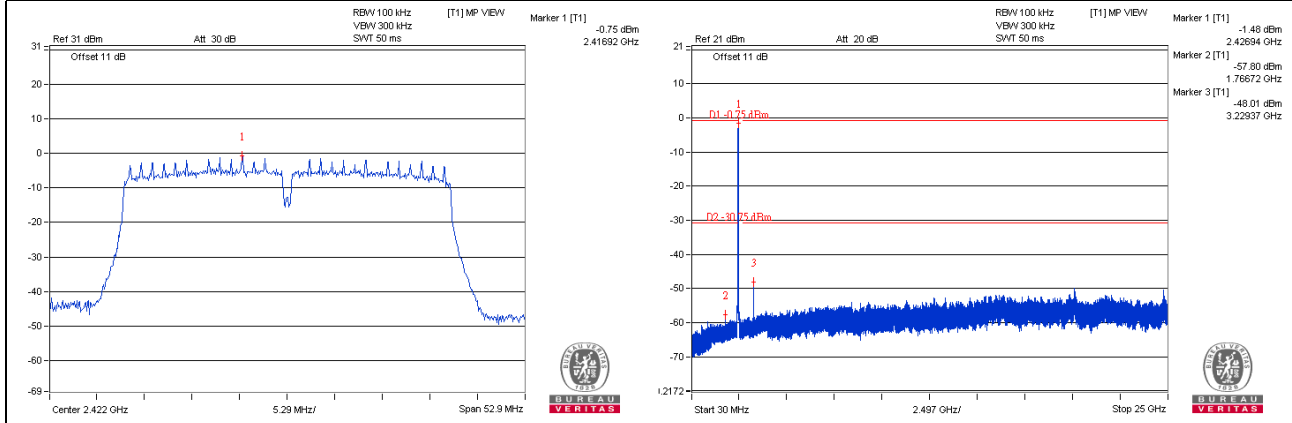 RBW 100 kHz [T1] MP VIEW
VBW 300 kHz
Ref 31 dBm Att 30 dB SWT 50 ms
Marker 1 [T1]
-0.75 dBm
2.41692 GHz
31
Offset 11 dB
20
10
0
-10
-20
-30
-40
-50
-60
-69
1
Center 2.422 GHz 5.29 MHz/ Span 52.9 MHz
BUREAU VERITAS
1828
BUREAU
VERITAS
RBW 100 kHz [T1] MP VIEW
VBW 300 kHz
Ref 21 dBm Att 20 dB SWT 50 ms
Marker 1 [T1]
-1.48 dBm
2.42694 GHz
Marker 2 [T1]
-57.80 dBm
1.76672 GHz
Marker 3 [T1]
-48.01 dBm
3.22937 GHz
21
Offset 11 dB
10
0
-10
-20
-30
-40
-50
-60
-70
.2172
1
D1 -0.75 dBm
D2 -30.75 dBm
3
2
Start 30 MHz 2.497 GHz/ Stop 25 GHz
BUREAU VERITAS
1828
BUREAU
VERITAS